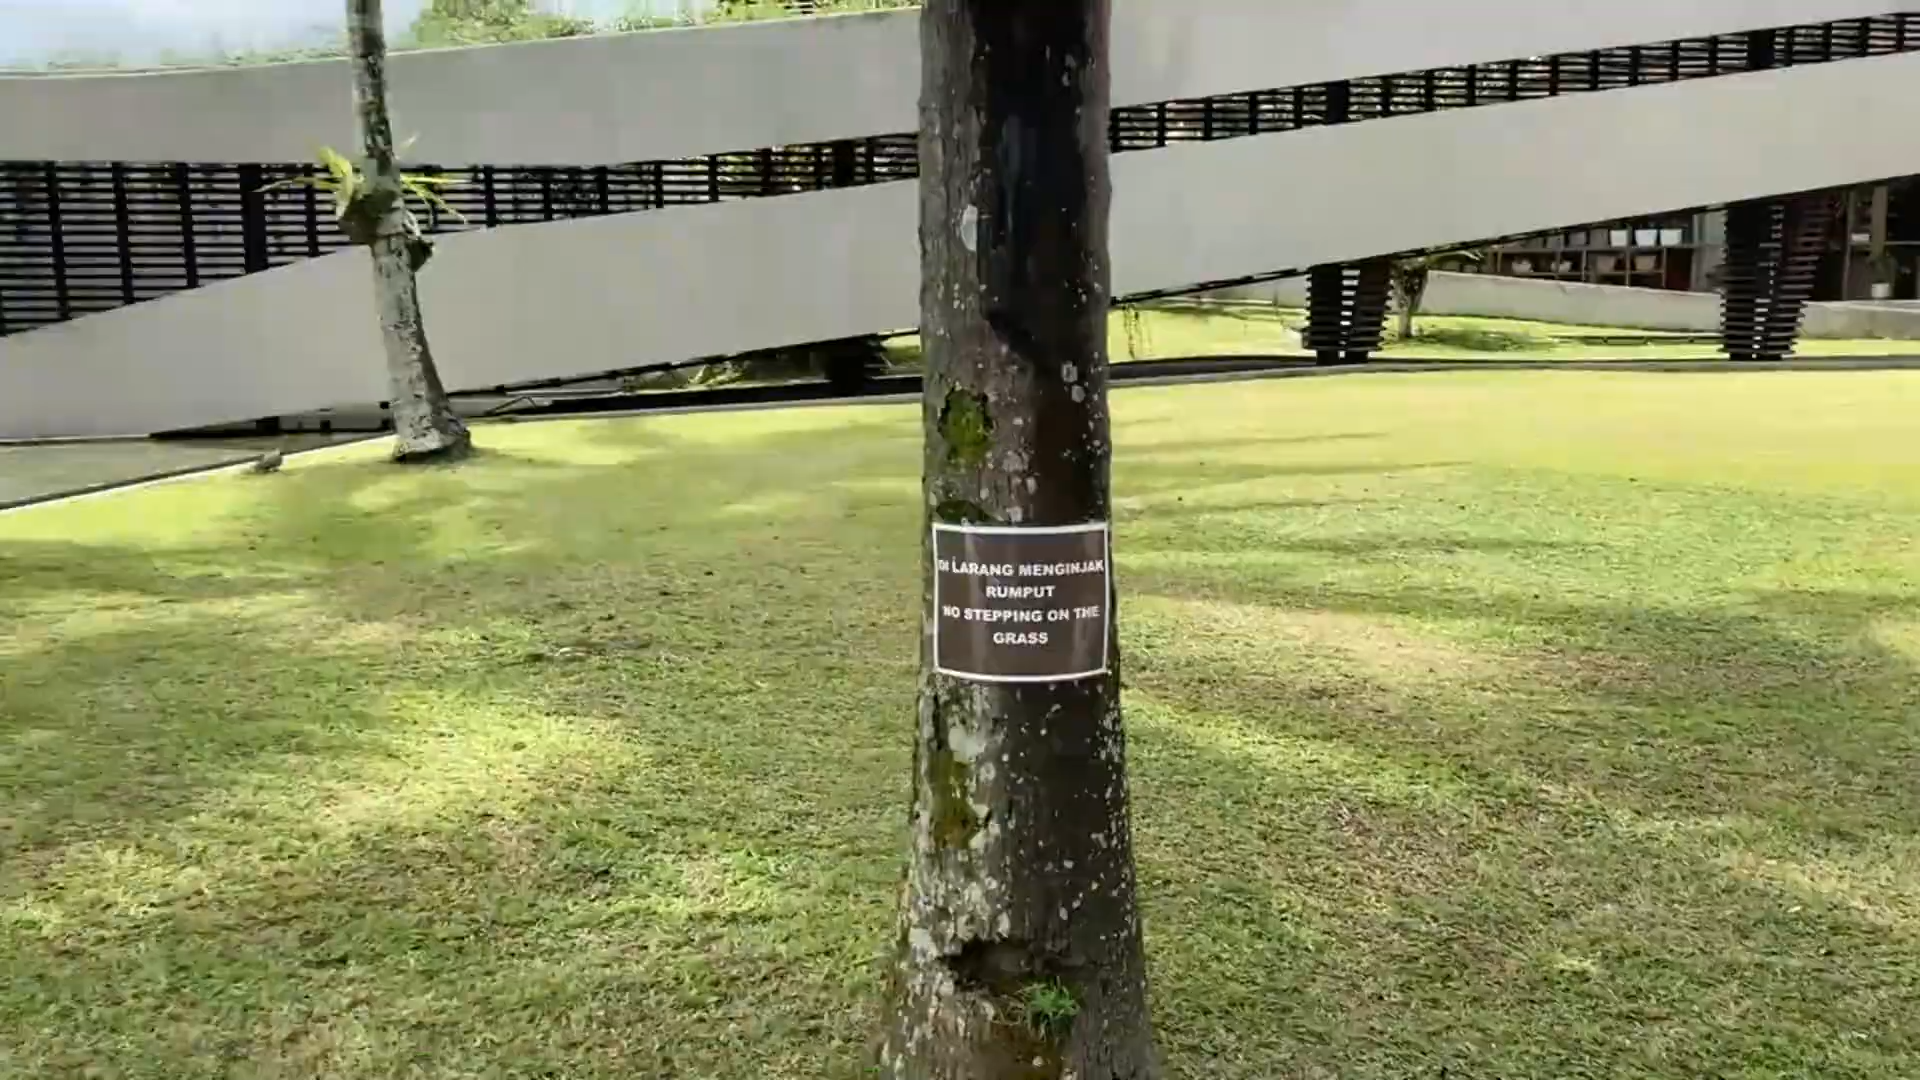 DI LARANG MENGINJAK
RUMPUT
NO STEPPING ON THE
GRASS